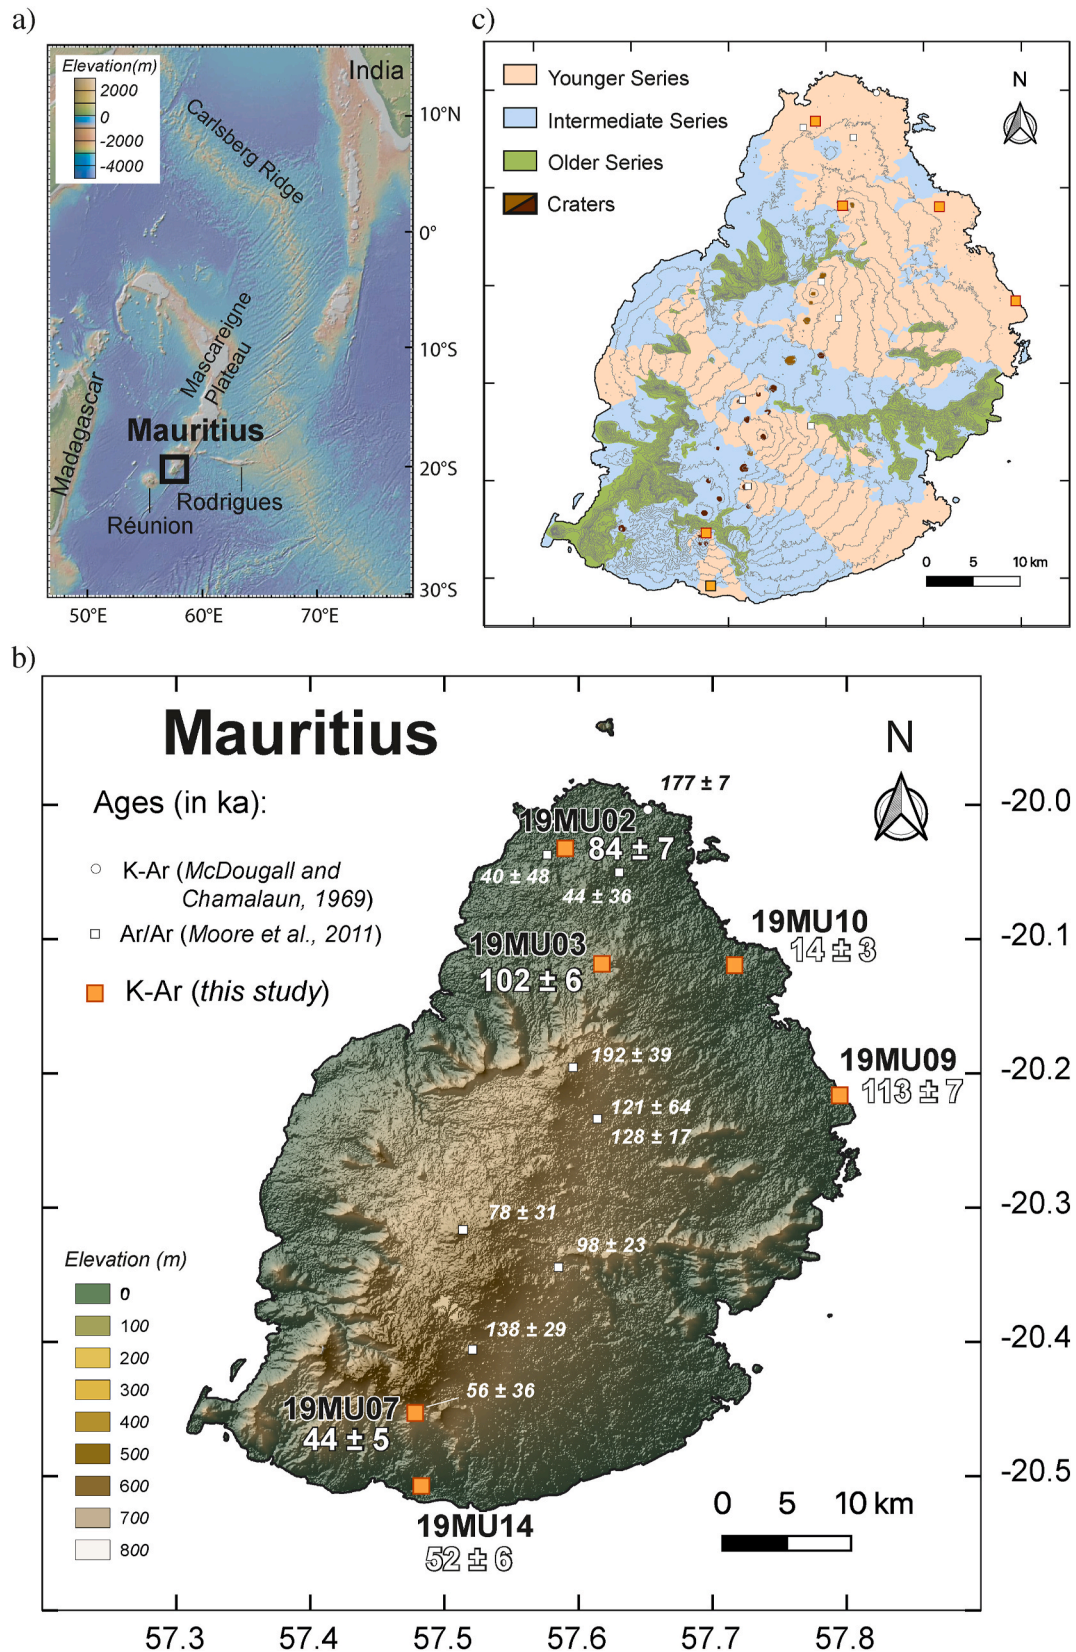 a)
Elevation(m)
2000
0
-2000
-4000
India
Carlsberg Ridge
Mascareigne
Plateau
Madagascar
Mauritius
Rodrigues
Réunion
10°N
0°
10°S
20°S
30°S
50°E
60°E
70°E
c)
Younger Series
Intermediate Series
Older Series
Craters
N
0
5
10 km
b)
Mauritius
Ages (in ka):
K-Ar (McDougall and
Chamalaun, 1969)
Ar/Ar (Moore et al., 2011)
K-Ar (this study)
N
177 ± 7
19MU02
84 ± 7
40 ± 48
44 ± 36
19MU10
14 ± 3
19MU03
102 ± 6
192 ± 39
19MU09
113 ± 7
121 ± 64
128 ± 17
78 ± 31
98 ± 23
138 ± 29
56 ± 36
19MU07
44 ± 5
19MU14
52 ± 6
Elevation (m)
0
100
200
300
400
500
600
700
800
0
5
10 km
-20.0
-20.1
-20.2
-20.3
-20.4
-20.5
57.3
57.4
57.5
57.6
57.7
57.8